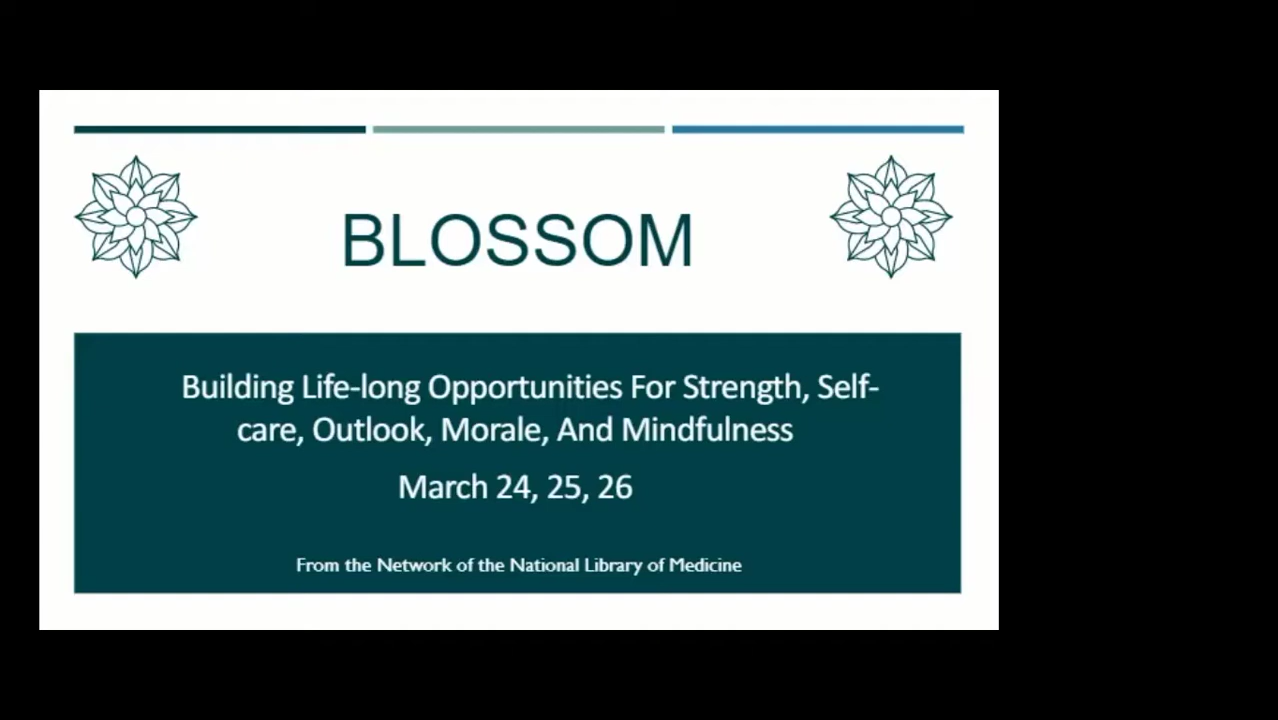 BLOSSOM
Building Life-long Opportunities For Strength, Self-
care, Outlook, Morale, And Mindfulness
March 24, 25, 26
From the Network of the National Library of Medicine